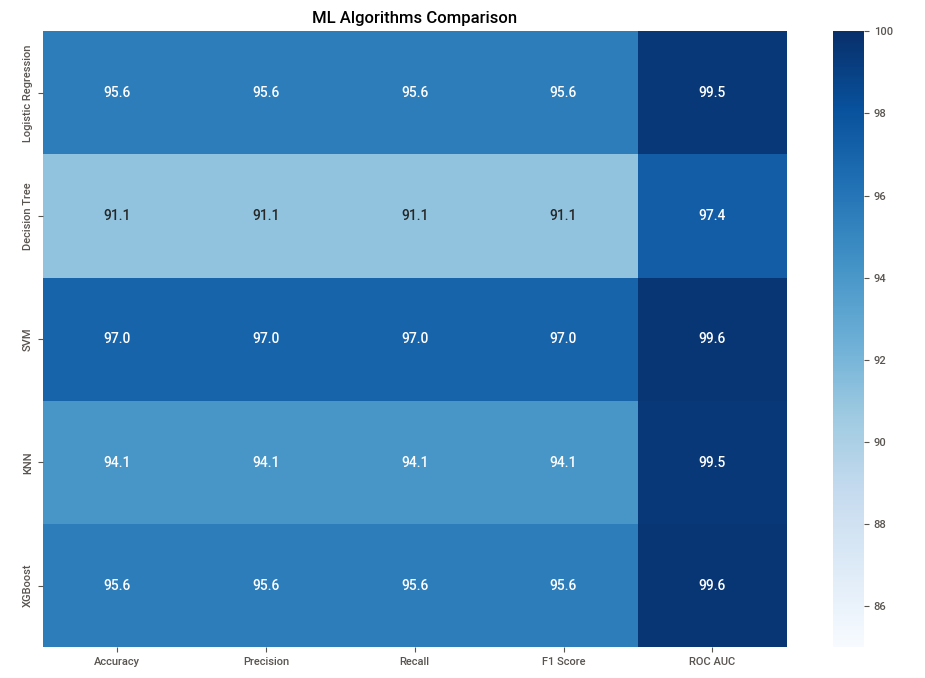 ML Algorithms Comparison
Logistic Regression
95.6 95.6 95.6 95.6 99.5
Decision Tree
91.1 91.1 91.1 91.1 97.4
SVM
97.0 97.0 97.0 97.0 99.6
KNN
94.1 94.1 94.1 94.1 99.5
XGBoost
95.6 95.6 95.6 95.6 99.6
Accuracy Precision Recall F1 Score ROC AUC
100
98
96
94
92
90
88
86